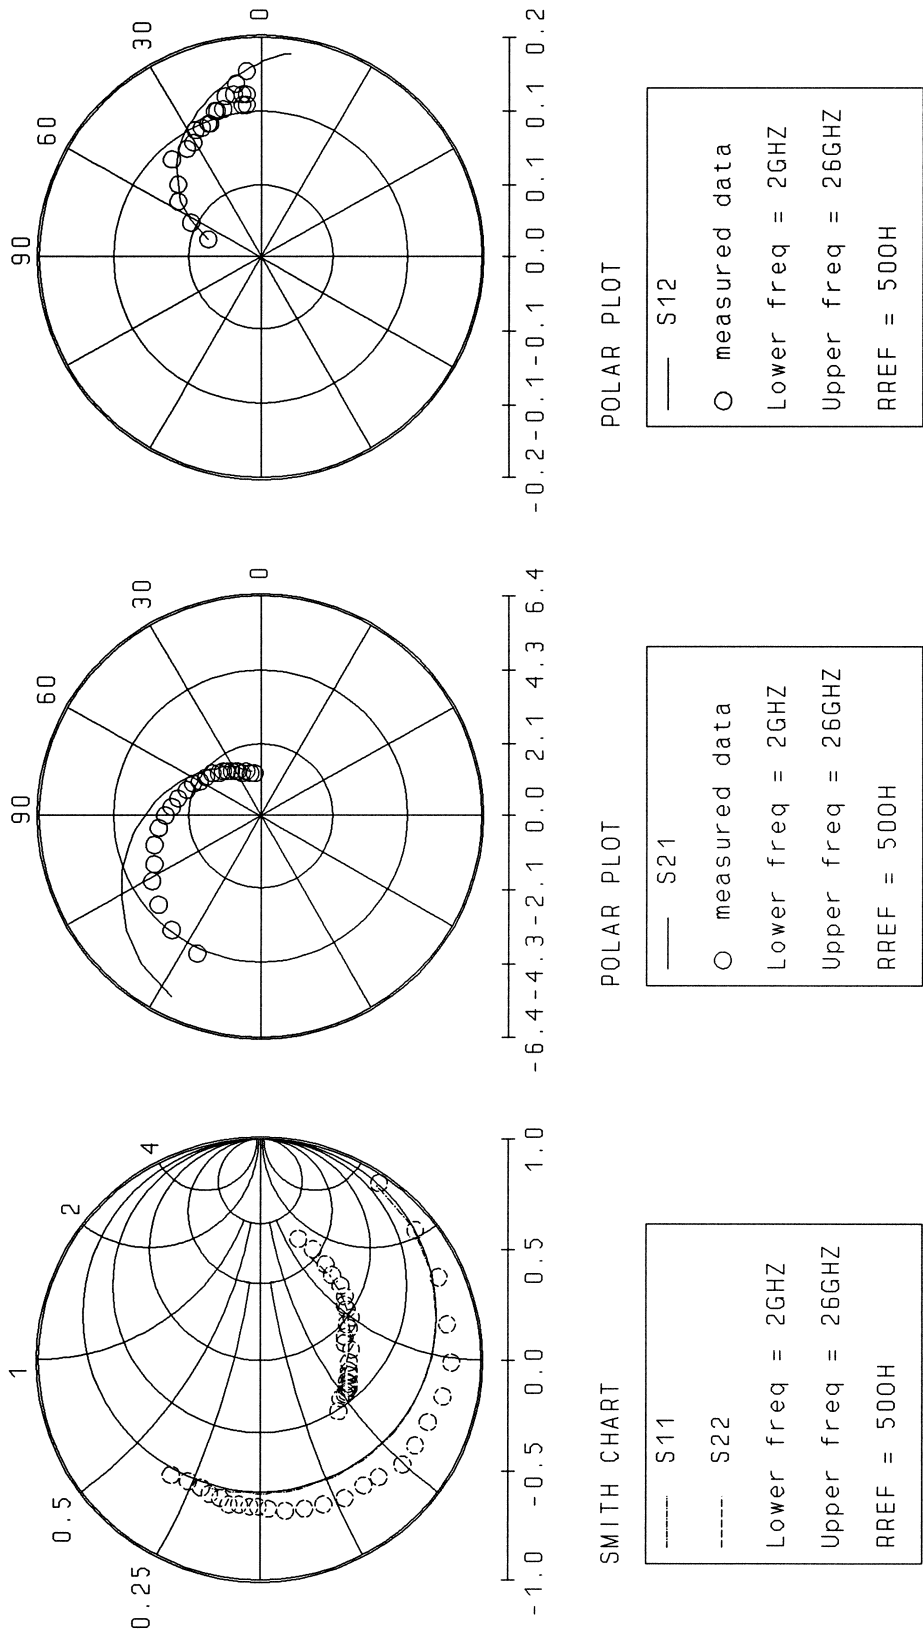 1
2
4
0.5
0.25
-1.0 -0.5 0.0 0.5 1.0
SMITH CHART
S11
S22
Lower freq = 2GHZ
Upper freq = 26GHZ
RREF = 50OH
90
60
30
0
-6.4-4.3-2.1 0.0 2.1 4.3 6.4
POLAR PLOT
S21
measured data
Lower freq = 2GHZ
Upper freq = 26GHZ
RREF = 50OH
90
60
30
0
-0.2-0.1-0.1 0.0 0.1 0.1 0.2
POLAR PLOT
S12
measured data
Lower freq = 2GHZ
Upper freq = 26GHZ
RREF = 50OH